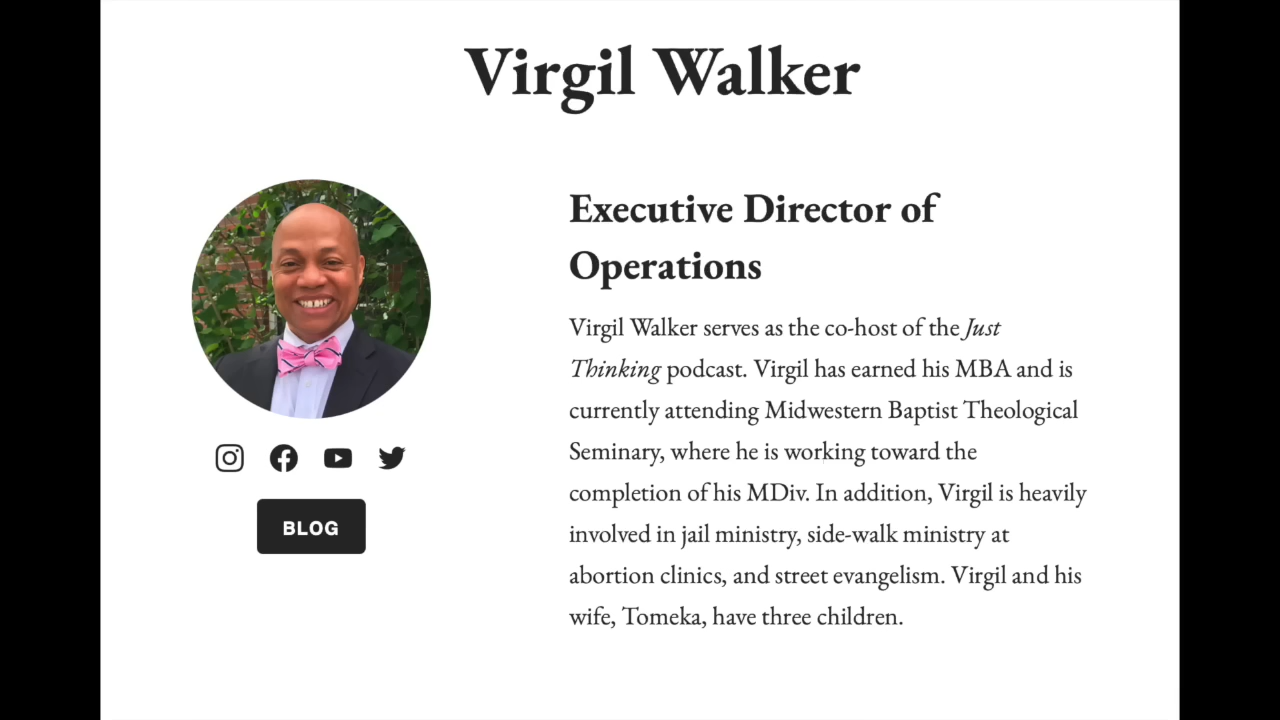 Virgil Walker
Executive Director of
Operations
Virgil Walker serves as the co-host of the Just
Thinking podcast. Virgil has earned his MBA and is
currently attending Midwestern Baptist Theological
Seminary, where he is working toward the
completion of his MDiv. In addition, Virgil is heavily
involved in jail ministry, side-walk ministry at
abortion clinics, and street evangelism. Virgil and his
wife, Tomeka, have three children.
BLOG